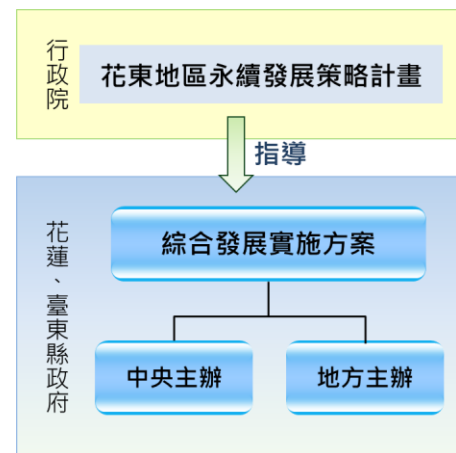 行政院
花東地區永續發展策略計畫
指導
花蓮、臺東縣政府
綜合發展實施方案
中央主辦
地方主辦